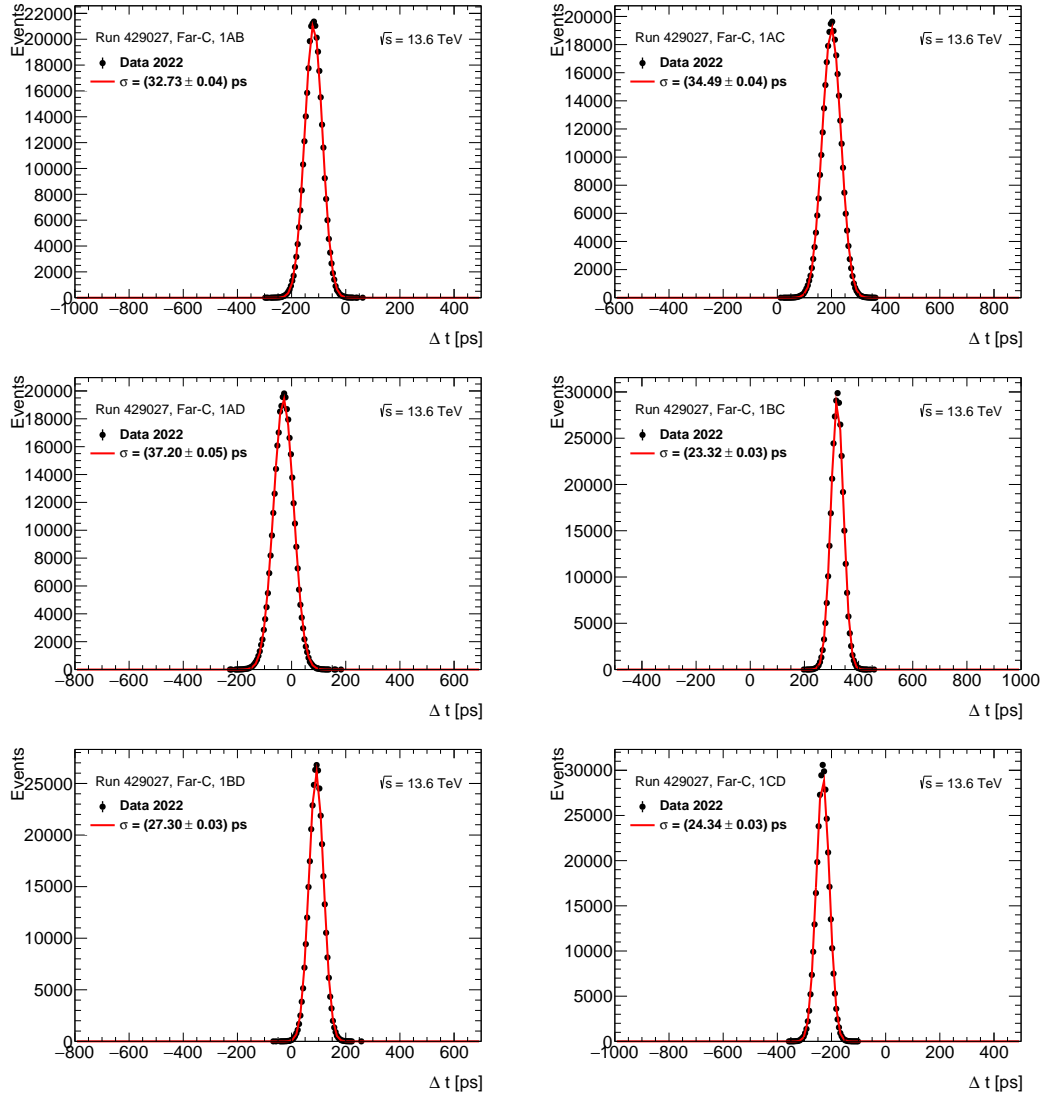 Events
Run 429027, Far-C, 1AB
√s = 13.6 TeV
Data 2022
σ = (32.73 ± 0.04) ps
22000
20000
18000
16000
14000
12000
10000
8000
6000
4000
2000
0
−1000 −800 −600 −400 −200 0 200 400
Δ t [ps]
Events
Run 429027, Far-C, 1AC
√s = 13.6 TeV
Data 2022
σ = (34.49 ± 0.04) ps
20000
18000
16000
14000
12000
10000
8000
6000
4000
2000
0
−600 −400 −200 0 200 400 600 800
Δ t [ps]
Events
Run 429027, Far-C, 1AD
√s = 13.6 TeV
Data 2022
σ = (37.20 ± 0.05) ps
20000
18000
16000
14000
12000
10000
8000
6000
4000
2000
0
−800 −600 −400 −200 0 200 400 600
Δ t [ps]
Events
Run 429027, Far-C, 1BC
√s = 13.6 TeV
Data 2022
σ = (23.32 ± 0.03) ps
30000
25000
20000
15000
10000
5000
0
−400 −200 0 200 400 600 800 1000
Δ t [ps]
Events
Run 429027, Far-C, 1BD
√s = 13.6 TeV
Data 2022
σ = (27.30 ± 0.03) ps
25000
20000
15000
10000
5000
0
−800 −600 −400 −200 0 200 400 600
Δ t [ps]
Events
Run 429027, Far-C, 1CD
√s = 13.6 TeV
Data 2022
σ = (24.34 ± 0.03) ps
30000
25000
20000
15000
10000
5000
0
−1000 −800 −600 −400 −200 0 200 400
Δ t [ps]